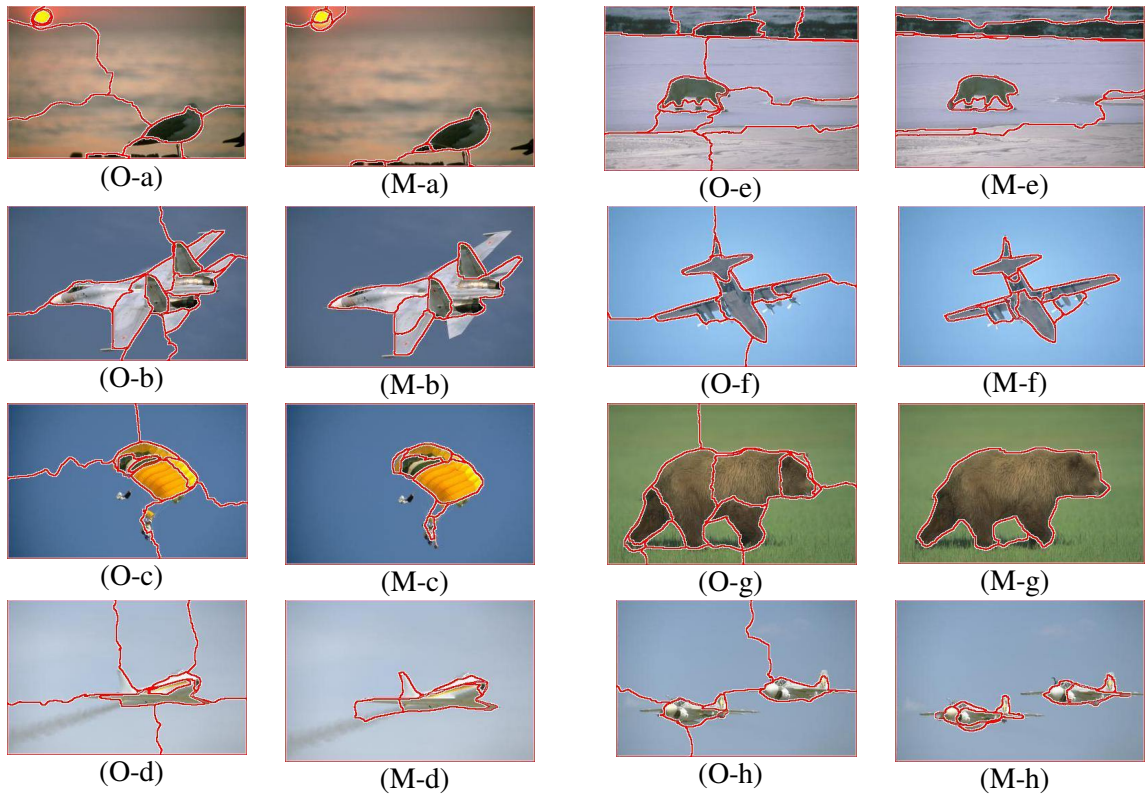 (O-a) (M-a) (O-e) (M-e)
(O-b) (M-b) (O-f) (M-f)
(O-c) (M-c) (O-g) (M-g)
(O-d) (M-d) (O-h) (M-h)